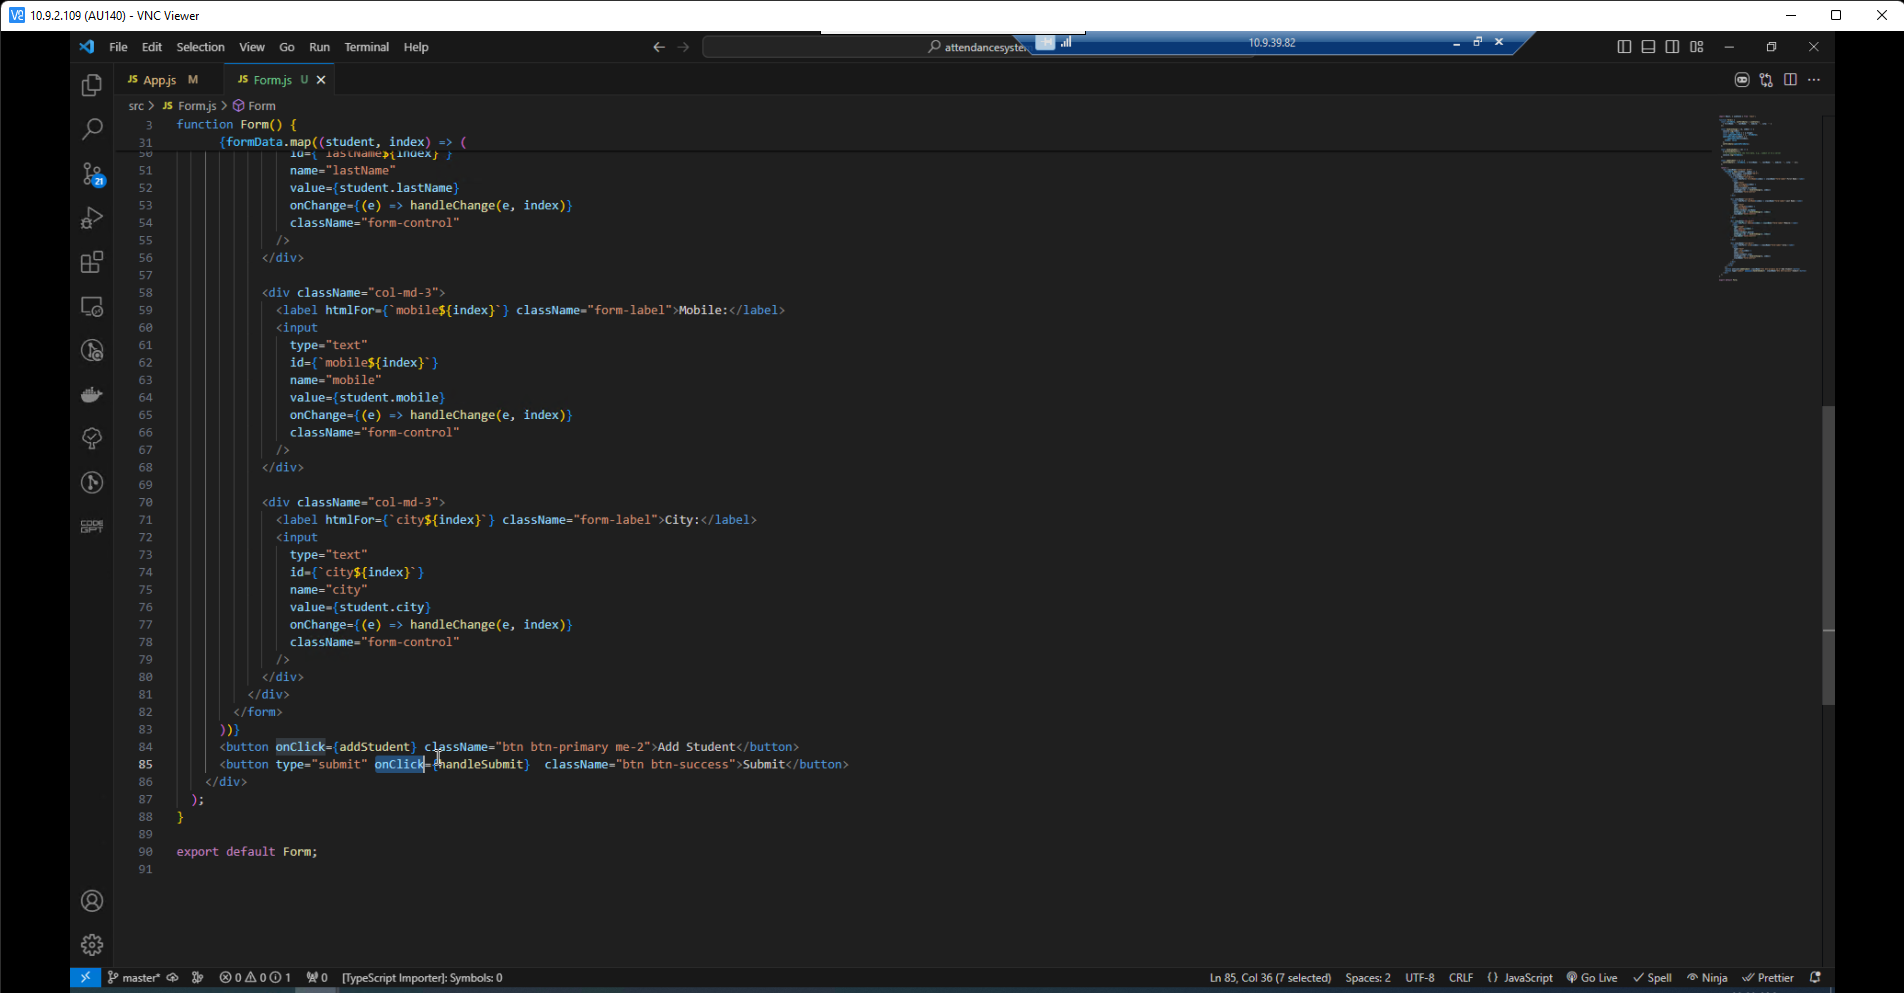 10.9.2.109 (AU140) - VNC Viewer
File Edit Selection View Go Run Terminal Help
attendancesyste
10.9.39.82
JS App.js M
JS Form.js U
src > JS Form.js > Form
3 function Form() {
31 {formData.map((student, index) => (
50 id={`lastName${index}`}
51 name="lastName"
52 value={student.lastName}
53 onChange={(e) => handleChange(e, index)}
54 className="form-control"
55 />
56 </div>
57
58 <div className="col-md-3">
59 <label htmlFor={`mobile${index}`} className="form-label">Mobile:</label>
60 <input
61 type="text"
62 id={`mobile${index}`}
63 name="mobile"
64 value={student.mobile}
65 onChange={(e) => handleChange(e, index)}
66 className="form-control"
67 />
68 </div>
69
70 <div className="col-md-3">
71 <label htmlFor={`city${index}`} className="form-label">City:</label>
72 <input
73 type="text"
74 id={`city${index}`}
75 name="city"
76 value={student.city}
77 onChange={(e) => handleChange(e, index)}
78 className="form-control"
79 />
80 </div>
81 </div>
82 </form>
83 ))}
84 <button onClick={addStudent} className="btn btn-primary me-2">Add Student</button>
85 <button type="submit" onClick={handleSubmit} className="btn btn-success">Submit</button>
86 </div>
87 );
88 }
89
90 export default Form;
91
21
CODE
GPT
master* 0 0 1 0 [TypeScript Importer]: Symbols: 0
Ln 85, Col 36 (7 selected) Spaces: 2 UTF-8 CRLF {} JavaScript Go Live Spell Ninja Prettier